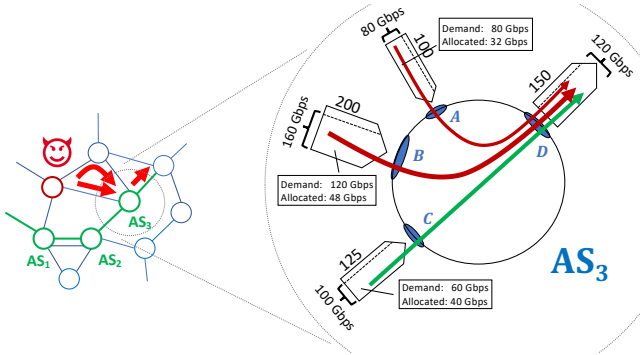 80 Gbps
100
Demand: 80 Gbps
Allocated: 32 Gbps
120 Gbps
150
160 Gbps
200
A
B
D
Demand: 120 Gbps
Allocated: 48 Gbps
C
AS3
AS1
AS2
AS3
125
100 Gbps
Demand: 60 Gbps
Allocated: 40 Gbps